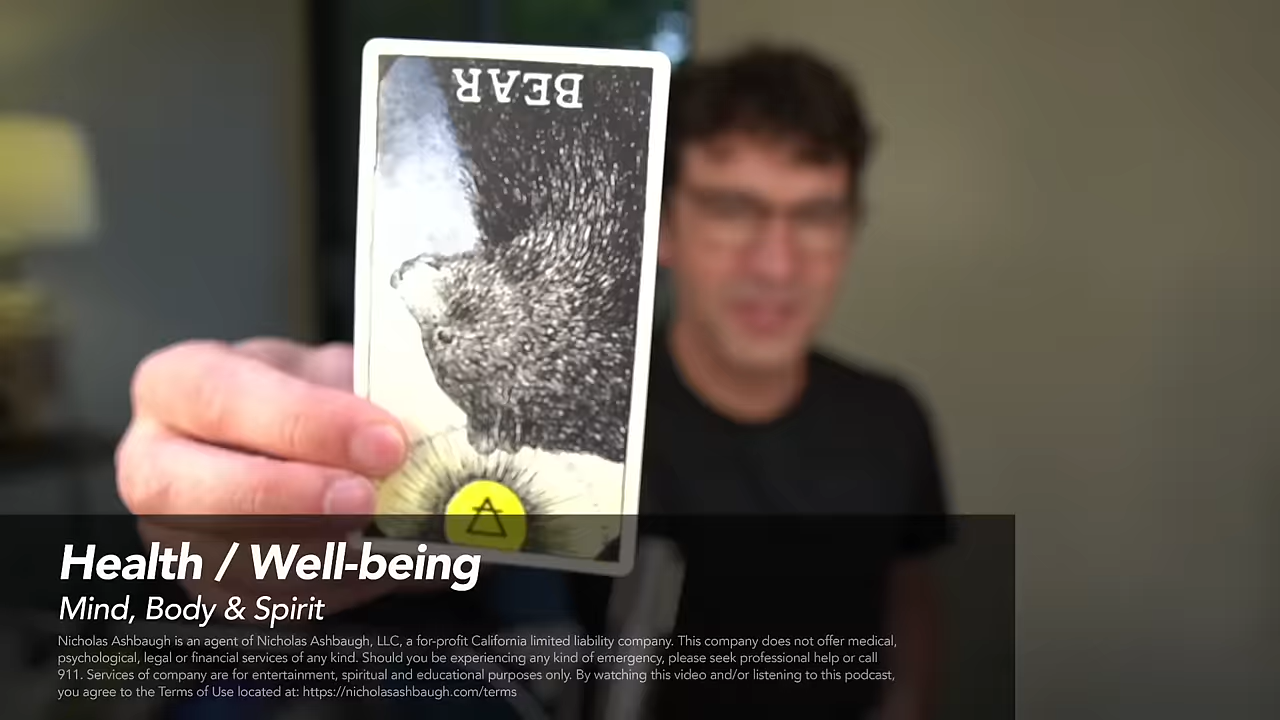 BEAR
Health / Well-being
Mind, Body & Spirit
Nicholas Ashbaugh is an agent of Nicholas Ashbaugh, LLC, a for-profit California limited liability company. This company does not offer medical,
psychological, legal or financial services of any kind. Should you be experiencing any kind of emergency, please seek professional help or call
911. Services of company are for entertainment, spiritual and educational purposes only. By watching this video and/or listening to this podcast,
you agree to the Terms of Use located at: https://nicholasashbaugh.com/terms